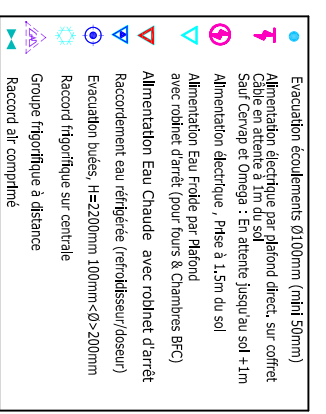 Evacuation écoulements Ø100mm (mini 50mm)
Alimentation électrique par plafond direct. sur coffret
Câble en attente à 1m du sol
Sauf Cervap et Omega : En attente jusqu'au sol +1m
Alimentation électrique , Prise à 1.5m du sol
Alimentation Eau Froide par Plafond
avec robinet d'arrêt (pour fours & Chambres BFC)
Alimentation Eau Chaude avec robinet d'arrêt
Raccordement eau réfrigérée (refroidisseur/doseur)
Evacuation buées, H=2200mm 100mm<Ø>200mm
Raccord frigorifique sur centrale
Groupe frigorifique à distance
Raccord air comprimé